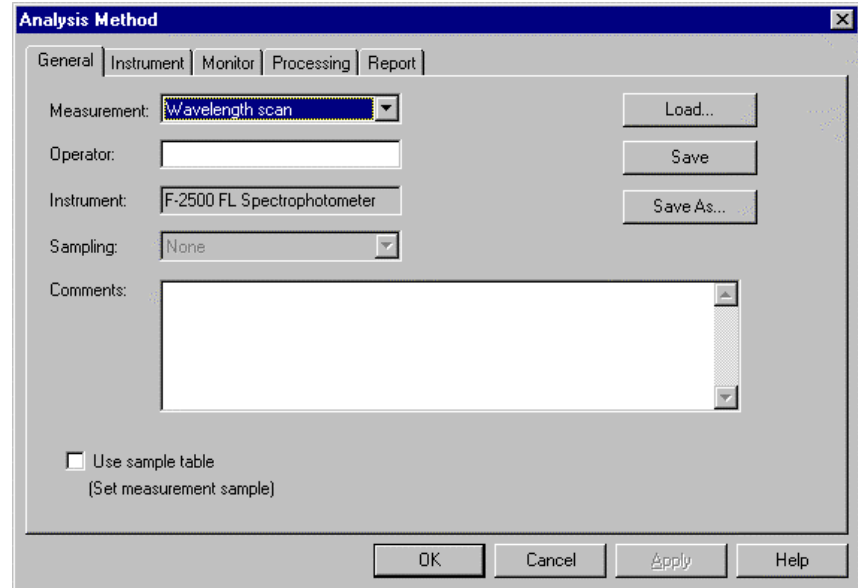 Analysis Method
General Instrument Monitor Processing Report
Measurement: Wavelength scan Load...
Operator: Save
Instrument: F-2500 FL Spectrophotometer Save As...
Sampling: None
Comments:
Use sample table
(Set measurement sample)
OK Cancel Apply Help